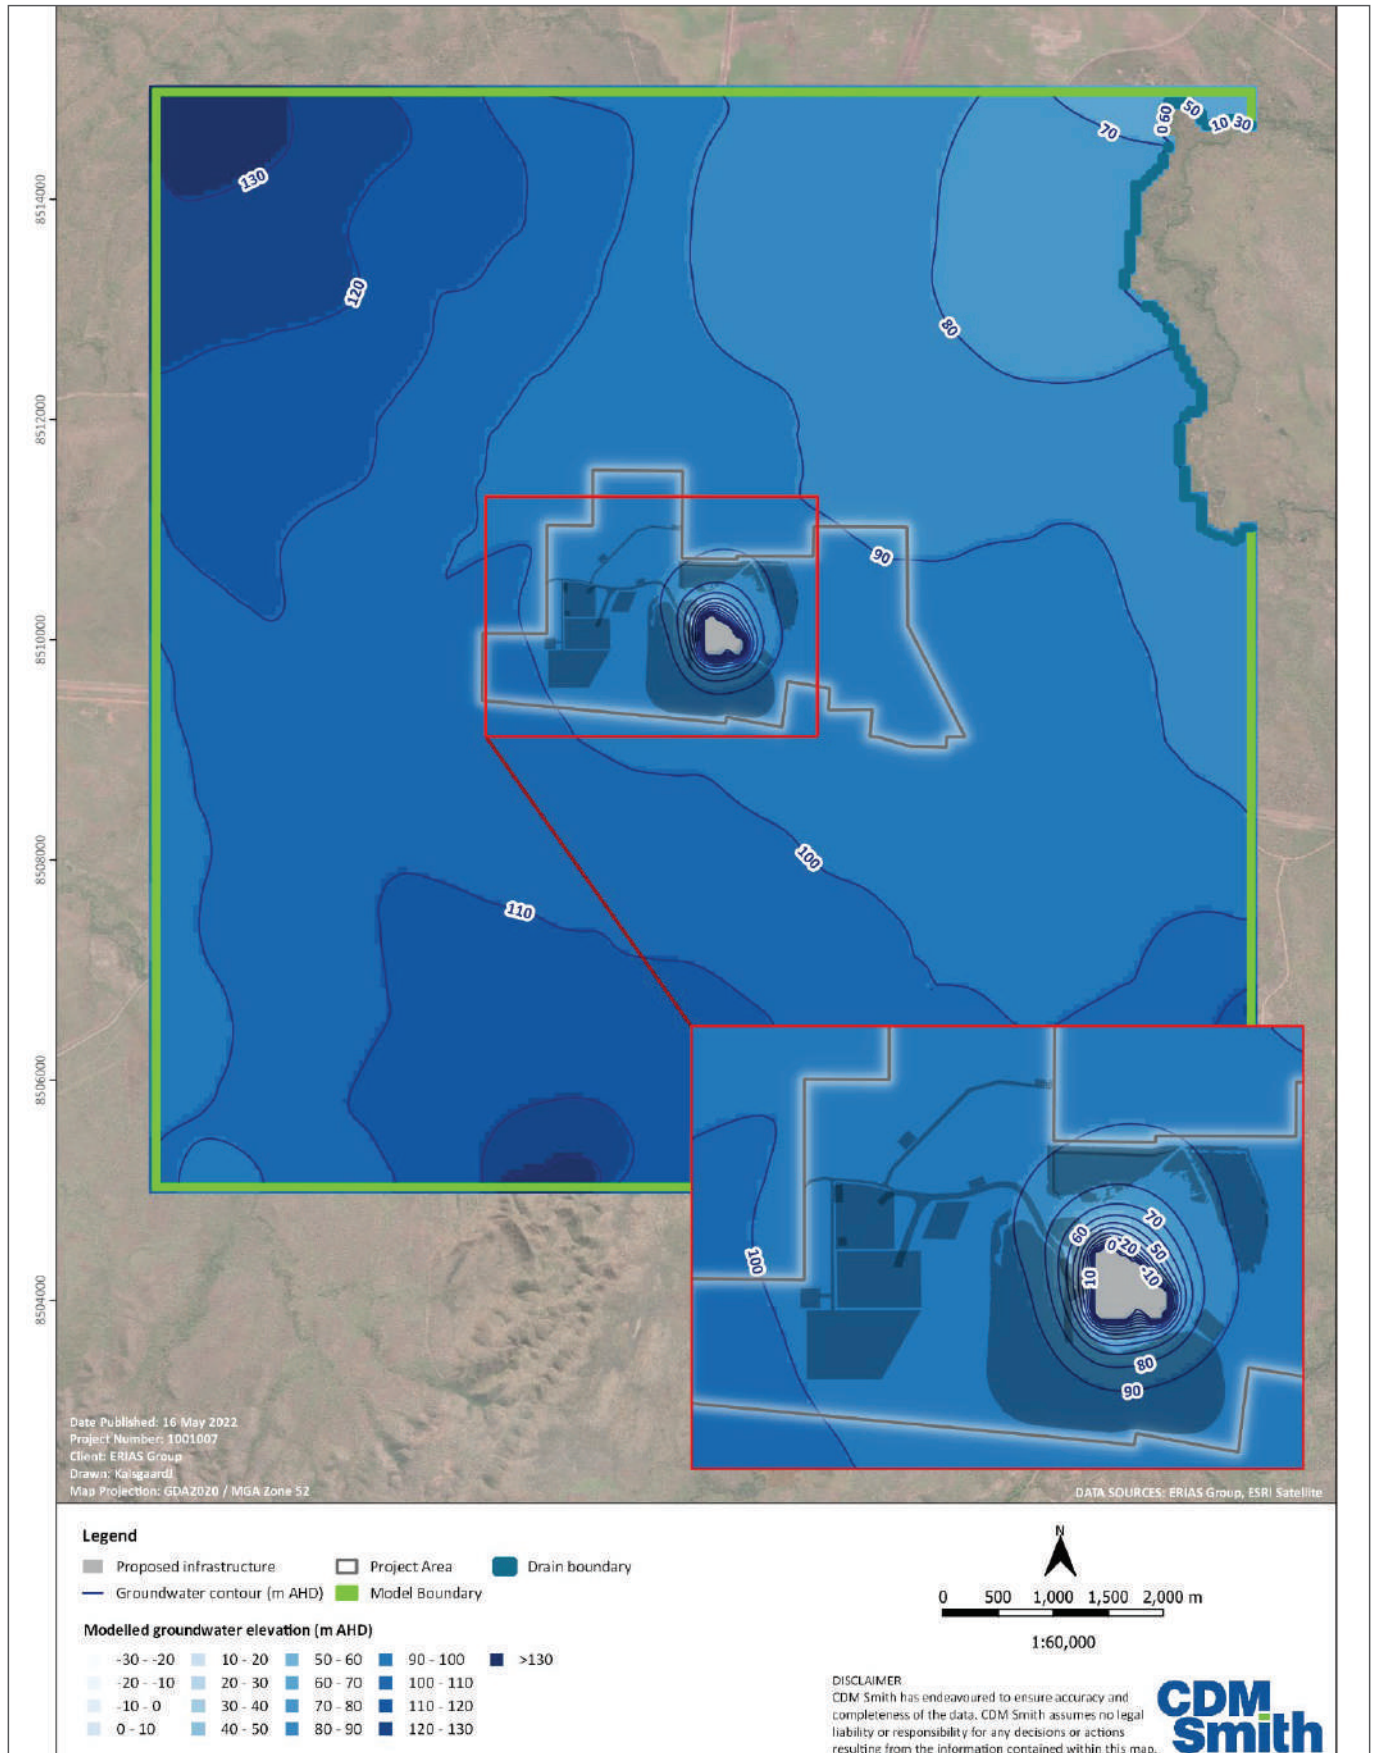 130
120
70
0 60
50
10 30
80
90
100
110
8514000
8512000
8510000
8508000
8506000
8504000
70
60
0
-20
50
-10
10
100
80
90
Date Published: 16 May 2022
Project Number: 1001007
Client: ERIAS Group
Drawn: KalsgaardJ
Map Projection: GDA2020 / MGA Zone 52
DATA SOURCES: ERIAS Group, ESRI Satellite
Legend
Proposed infrastructure
Project Area
Drain boundary
Groundwater contour (m AHD)
Model Boundary
Modelled groundwater elevation (m AHD)
-30 - -20 10 - 20 50 - 60 90 - 100 >130
-20 - -10 20 - 30 60 - 70 100 - 110
-10 - 0 30 - 40 70 - 80 110 - 120
0 - 10 40 - 50 80 - 90 120 - 130
N
0 500 1,000 1,500 2,000 m
1:60,000
DISCLAIMER
CDM Smith has endeavoured to ensure accuracy and
completeness of the data. CDM Smith assumes no legal
liability or responsibility for any decisions or actions
resulting from the information contained within this map.
CDM
Smith